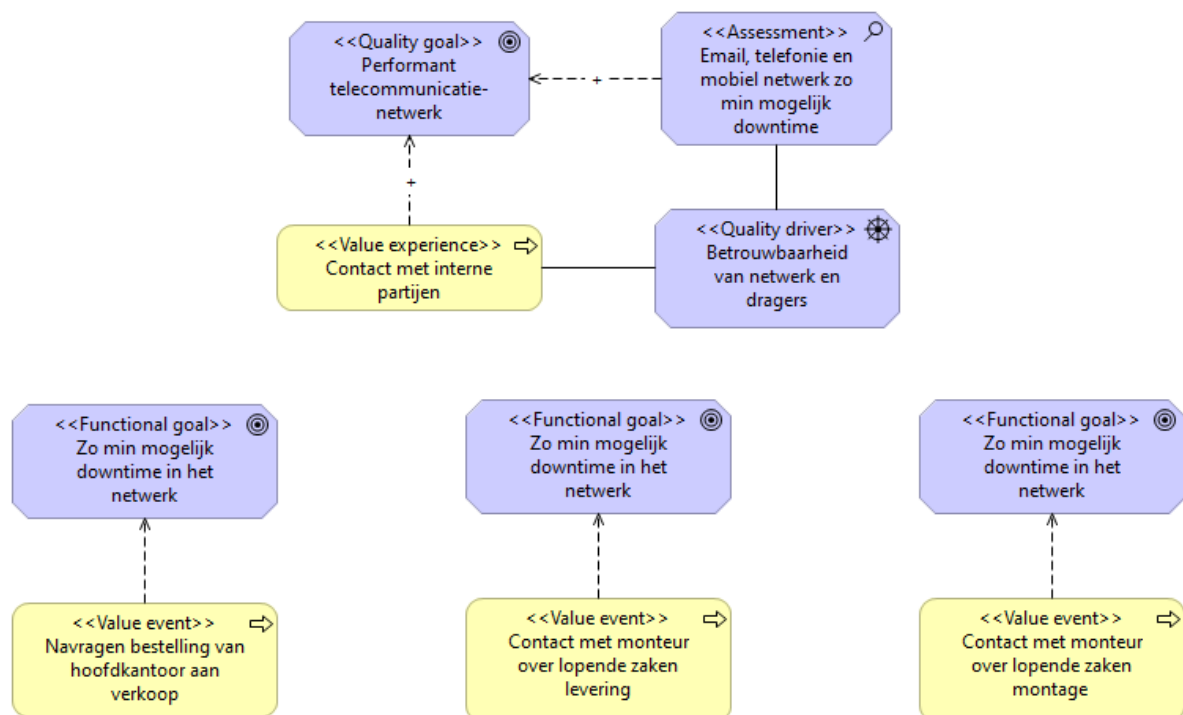 <<Quality goal>>
Performant
telecommunicatie-
netwerk
<<Assessment>>
Email, telefonie en
mobiel netwerk zo
min mogelijk
downtime
+
+
<<Value experience>>
Contact met interne
partijen
<<Quality driver>>
Betrouwbaarheid
van netwerk en
dragers
<<Functional goal>>
Zo min mogelijk
downtime in het
netwerk
<<Functional goal>>
Zo min mogelijk
downtime in het
netwerk
<<Functional goal>>
Zo min mogelijk
downtime in het
netwerk
<<Value event>>
Navragen bestelling van
hoofdkantoor aan
verkoop
<<Value event>>
Contact met monteur
over lopende zaken
levering
<<Value event>>
Contact met monteur
over lopende zaken
montage